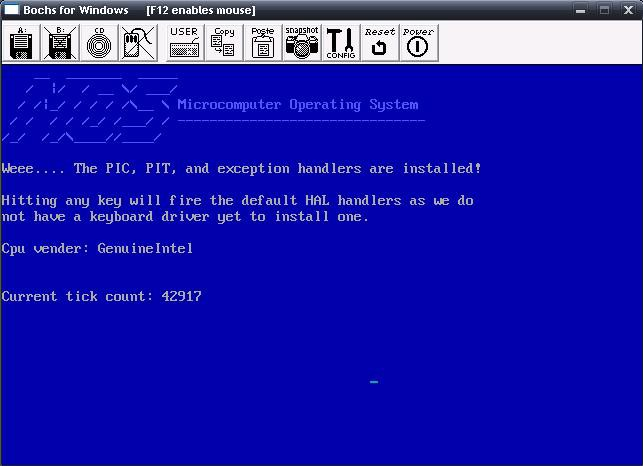 Bochs for Windows [F12 enables mouse]
A: B: CD USER Copy Paste snapshot CONFIG Reset Power
MOS
Microcomputer Operating System
Weee.... The PIC, PIT, and exception handlers are installed!
Hitting any key will fire the default HAL handlers as we do
not have a keyboard driver yet to install one.
Cpu vender: GenuineIntel
Current tick count: 42917